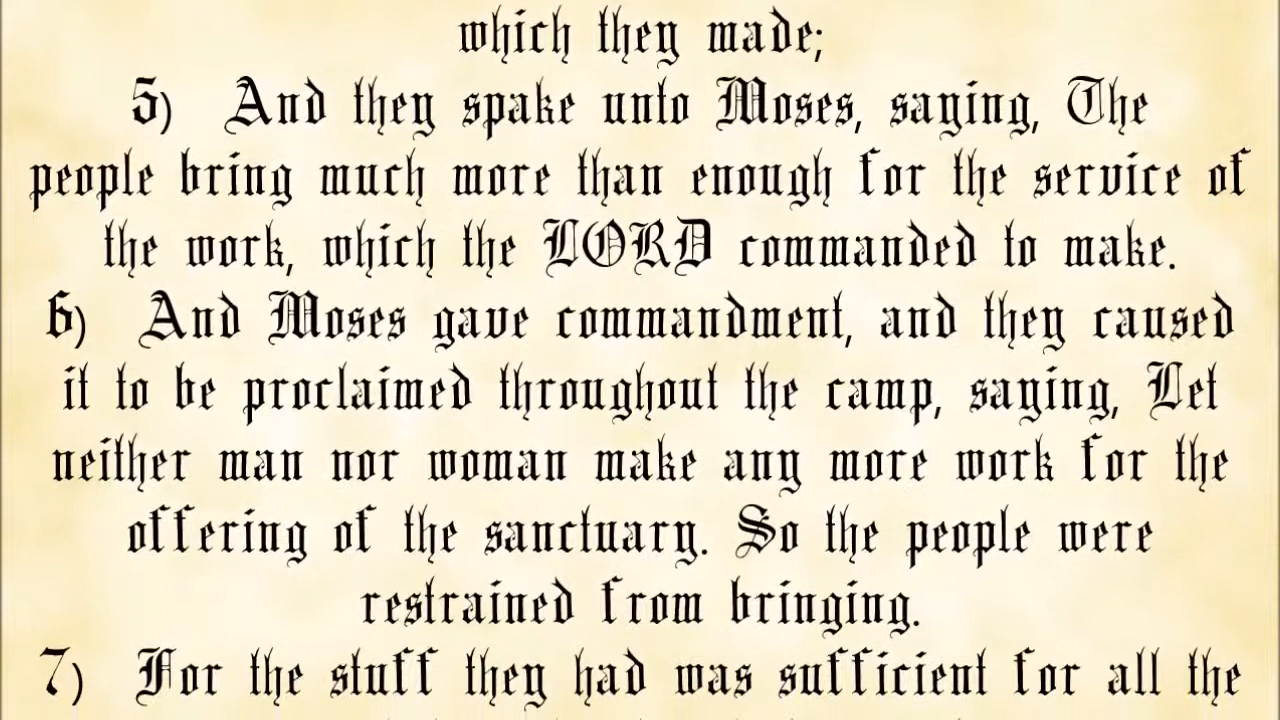 which they made;
5) And they spake unto Moses, saying, The
people bring much more than enough for the service of
the work, which the LORD commanded to make.
6) And Moses gave commandment, and they caused
it to be proclaimed throughout the camp, saying, Let
neither man nor woman make any more work for the
offering of the sanctuary. So the people were
restrained from bringing.
7) For the stuff they had was sufficient for all the